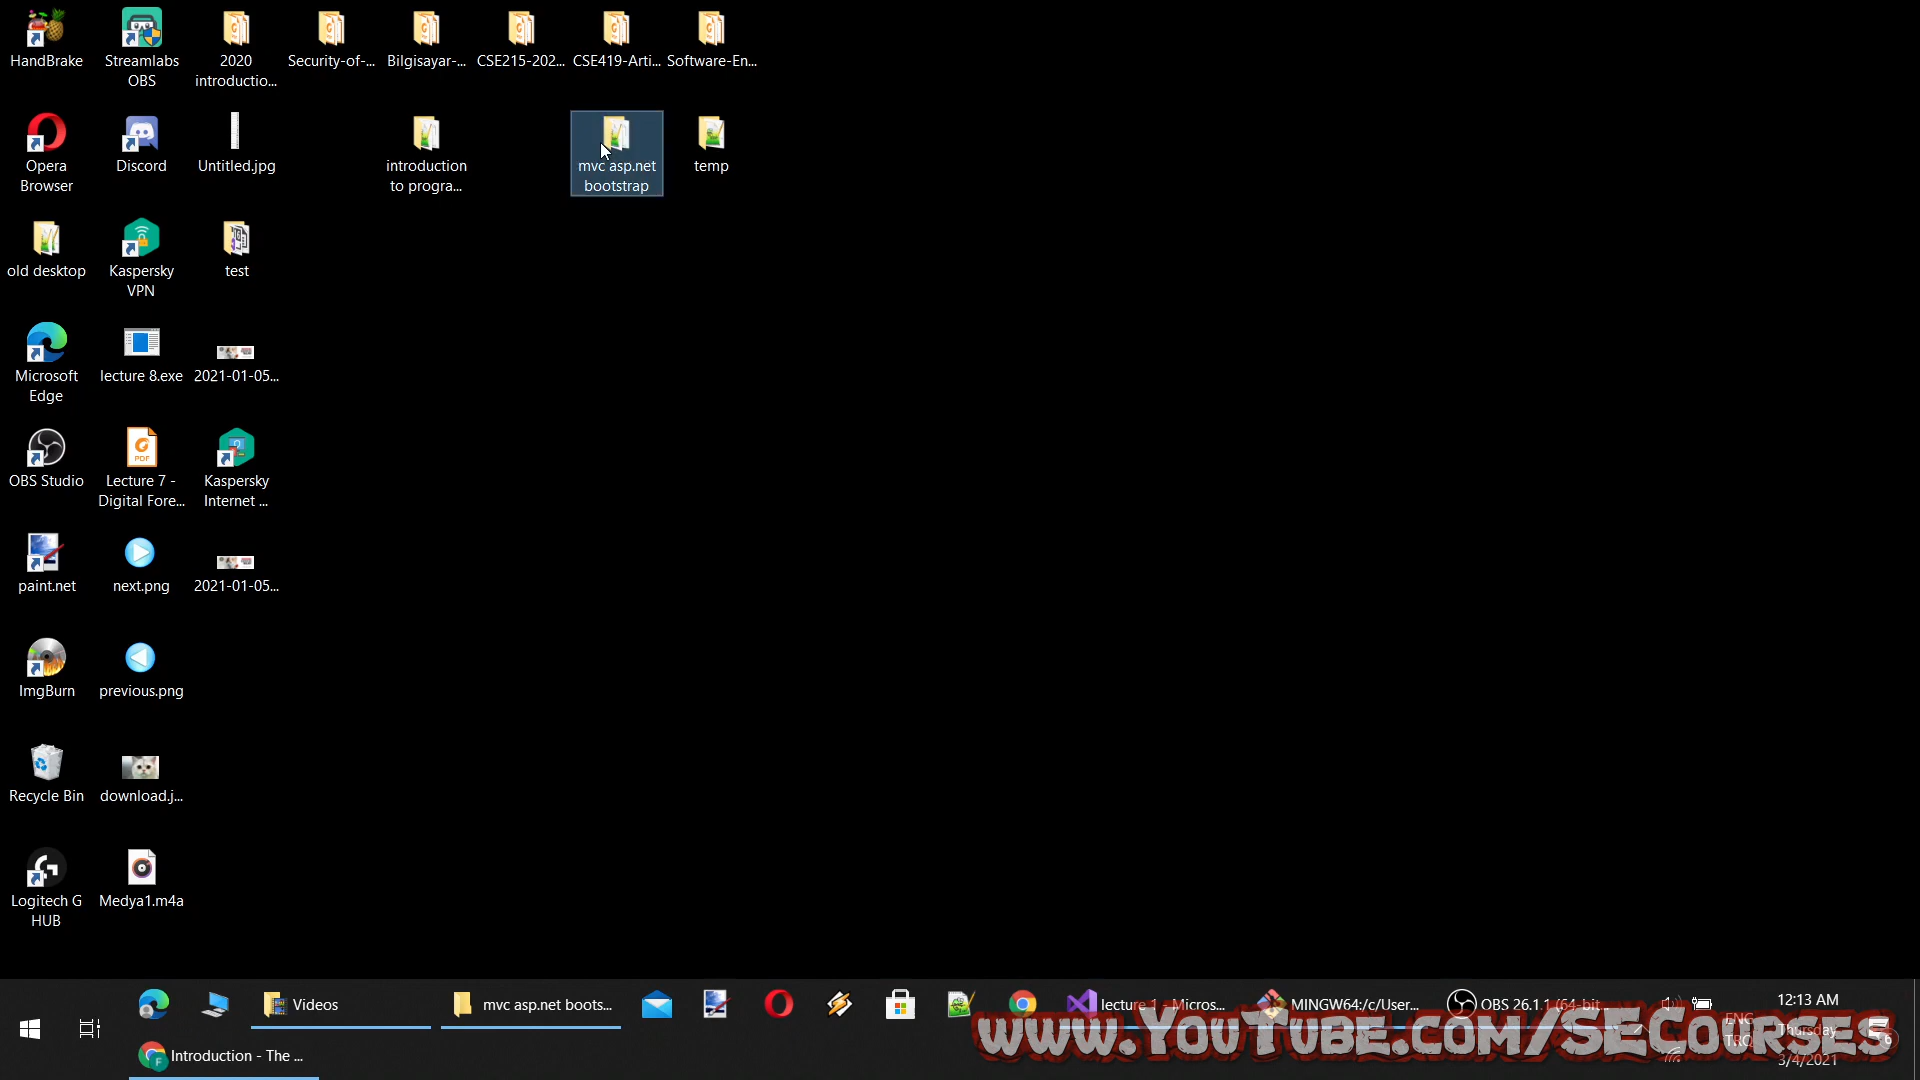 HandBrake
Streamlabs
OBS
2020
introductio...
Security-of-...
Bilgisayar-...
CSE215-202...
CSE419-Arti...
Software-En...
Opera
Browser
Discord
Untitled.jpg
introduction
to progra...
mvc asp.net
bootstrap
temp
old desktop
Kaspersky
VPN
test
Microsoft
Edge
lecture 8.exe
2021-01-05...
OBS Studio
Lecture 7 -
Digital Fore...
PDF
Kaspersky
Internet ...
paint.net
next.png
2021-01-05...
ImgBurn
previous.png
Recycle Bin
download.j...
Logitech G
HUB
Medya1.m4a
Videos
mvc asp.net boots...
lecture 1 - Micros...
MINGW64:/c/User...
OBS 26.1.1 (64-bit...
12:13 AM
ENG
Thursday
3/4/2021
Introduction - The ...
www.YouTube.com/SECourses